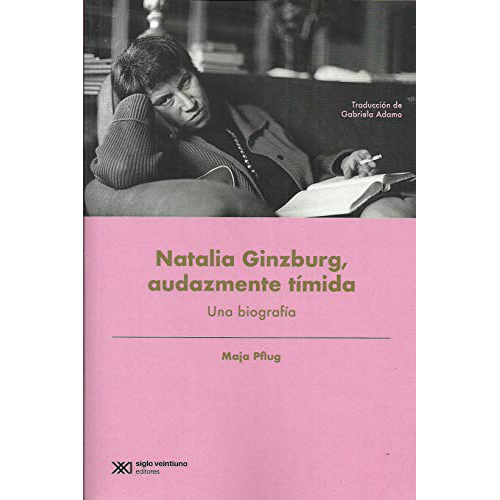 Traducción de
Gabriela Adamo
Natalia Ginzburg,
audazmente tímida
Una biografía
Maja Pflug
siglo veintiuno
editores